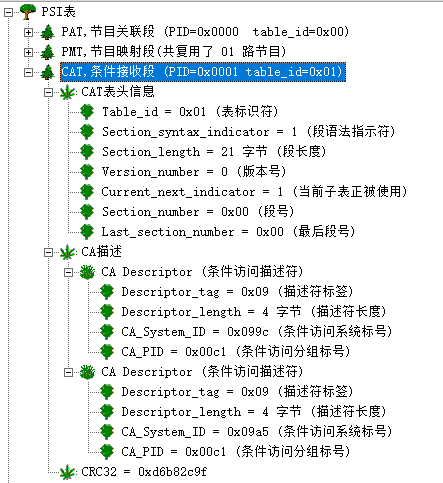 PSI表
PAT,节目关联段 (PID=0x0000 table_id=0x00)
PMT,节目映射段(共复用了 01 路节目)
CAT,条件接收段 (PID=0x0001 table_id=0x01)
CAT表头信息
Table_id = 0x01 (表标识符)
Section_syntax_indicator = 1 (段语法指示符)
Section_length = 21 字节 (段长度)
Version_number = 0 (版本号)
Current_next_indicator = 1 (当前子表正被使用)
Section_number = 0x00 (段号)
Last_section_number = 0x00 (最后段号)
CA描述
CA Descriptor (条件访问描述符)
Descriptor_tag = 0x09 (描述符标签)
Descriptor_length = 4 字节 (描述符长度)
CA_System_ID = 0x099c (条件访问系统标号)
CA_PID = 0x00c1 (条件访问分组标号)
CA Descriptor (条件访问描述符)
Descriptor_tag = 0x09 (描述符标签)
Descriptor_length = 4 字节 (描述符长度)
CA_System_ID = 0x09a5 (条件访问系统标号)
CA_PID = 0x00c1 (条件访问分组标号)
CRC32 = 0xd6b82c9f